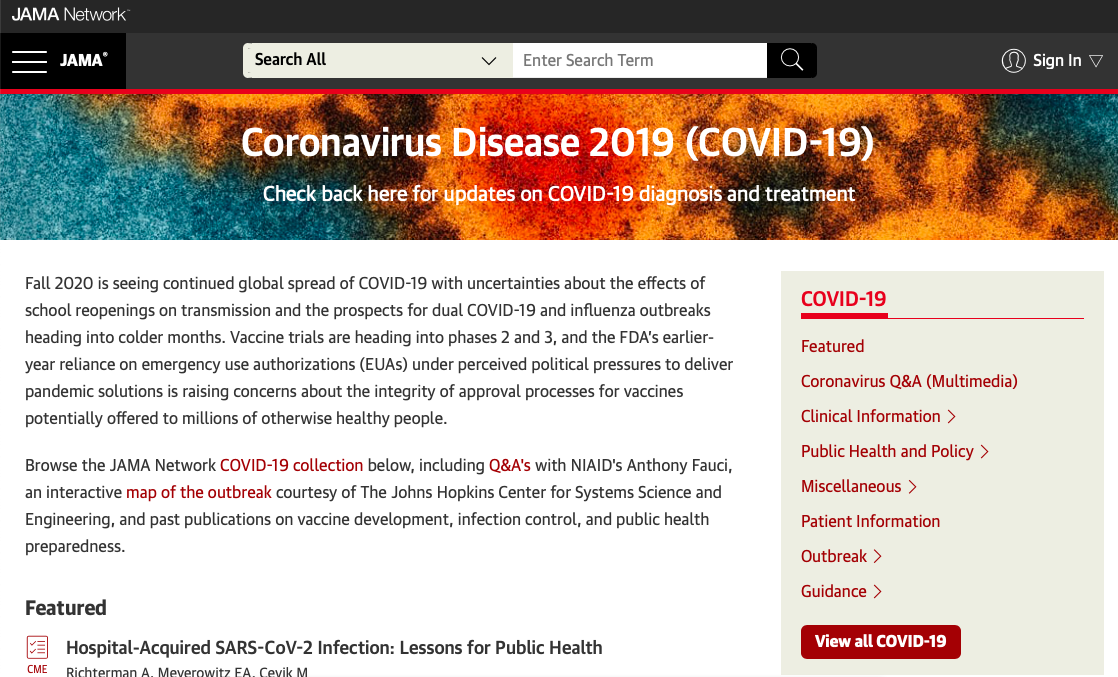 JAMA Network™
JAMA®
Search All
Enter Search Term
Sign In
Coronavirus Disease 2019 (COVID-19)
Check back here for updates on COVID-19 diagnosis and treatment
Fall 2020 is seeing continued global spread of COVID-19 with uncertainties about the effects of
school reopenings on transmission and the prospects for dual COVID-19 and influenza outbreaks
heading into colder months. Vaccine trials are heading into phases 2 and 3, and the FDA's earlier-
year reliance on emergency use authorizations (EUAs) under perceived political pressures to deliver
pandemic solutions is raising concerns about the integrity of approval processes for vaccines
potentially offered to millions of otherwise healthy people.
Browse the JAMA Network COVID-19 collection below, including Q&A's with NIAID's Anthony Fauci,
an interactive map of the outbreak courtesy of The Johns Hopkins Center for Systems Science and
Engineering, and past publications on vaccine development, infection control, and public health
preparedness.
Featured
CME
Hospital-Acquired SARS-CoV-2 Infection: Lessons for Public Health
Richterman A, Meyerowitz EA, Cevik M
COVID-19
Featured
Coronavirus Q&A (Multimedia)
Clinical Information
Public Health and Policy
Miscellaneous
Patient Information
Outbreak
Guidance
View all COVID-19